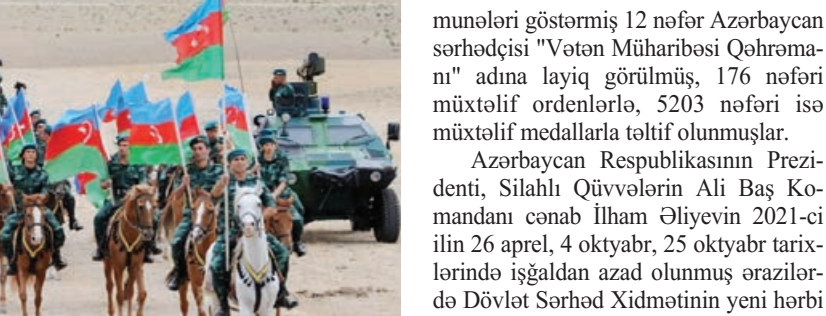 munələri göstərmiş 12 nəfər Azərbaycan
sərhədçisi "Vətən Müharibəsi Qəhrəma-
nı" adına layiq görülmüş, 176 nəfəri
müxtəlif ordenlərlə, 5203 nəfəri isə
müxtəlif medallarla təltif olunmuşlar.
Azərbaycan Respublikasının Prezi-
denti, Silahlı Qüvvələrin Ali Baş Ko-
mandanı cənab İlham Əliyevin 2021-ci
ilin 26 aprel, 4 oktyabr, 25 oktyabr tarix-
lərində işğaldan azad olunmuş ərazilər-
də Dövlət Sərhəd Xidmətinin yeni hərbi